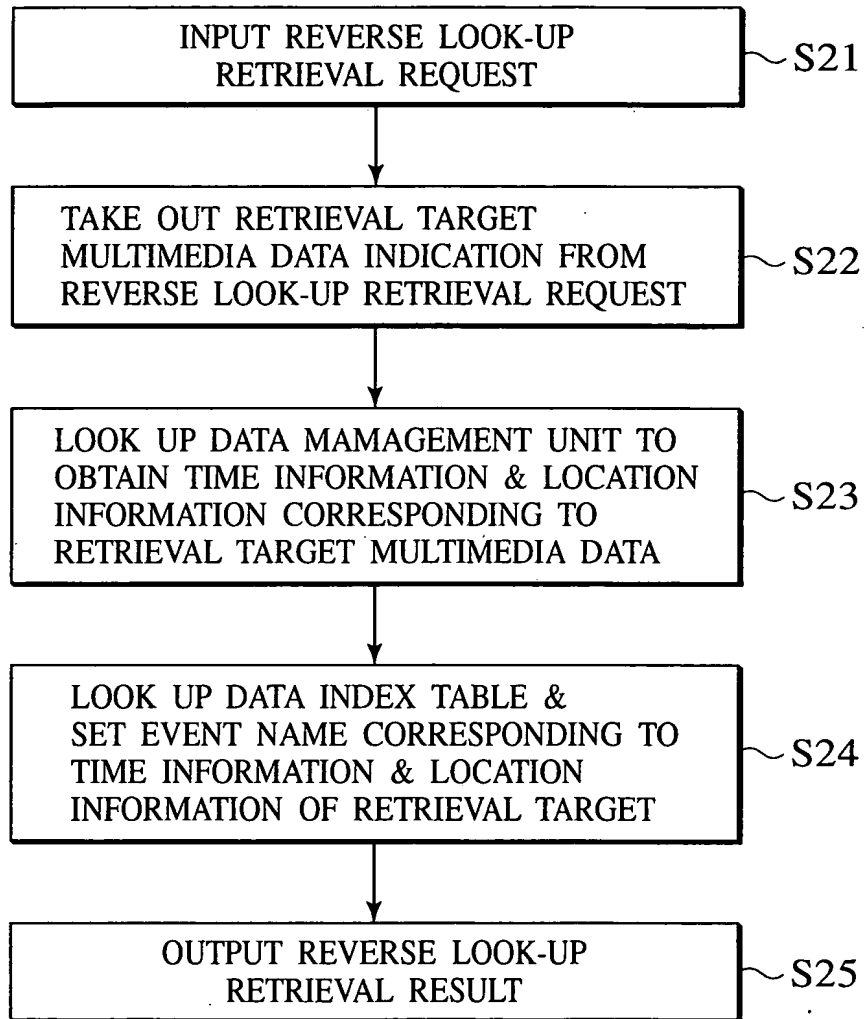 INPUT REVERSE LOOK-UP
RETRIEVAL REQUEST
S21
TAKE OUT RETRIEVAL TARGET
MULTIMEDIA DATA INDICATION FROM
REVERSE LOOK-UP RETRIEVAL REQUEST
S22
LOOK UP DATA MAMAGEMENT UNIT TO
OBTAIN TIME INFORMATION & LOCATION
INFORMATION CORRESPONDING TO
RETRIEVAL TARGET MULTIMEDIA DATA
S23
LOOK UP DATA INDEX TABLE &
SET EVENT NAME CORRESPONDING TO
TIME INFORMATION & LOCATION
INFORMATION OF RETRIEVAL TARGET
S24
OUTPUT REVERSE LOOK-UP
RETRIEVAL RESULT
S25